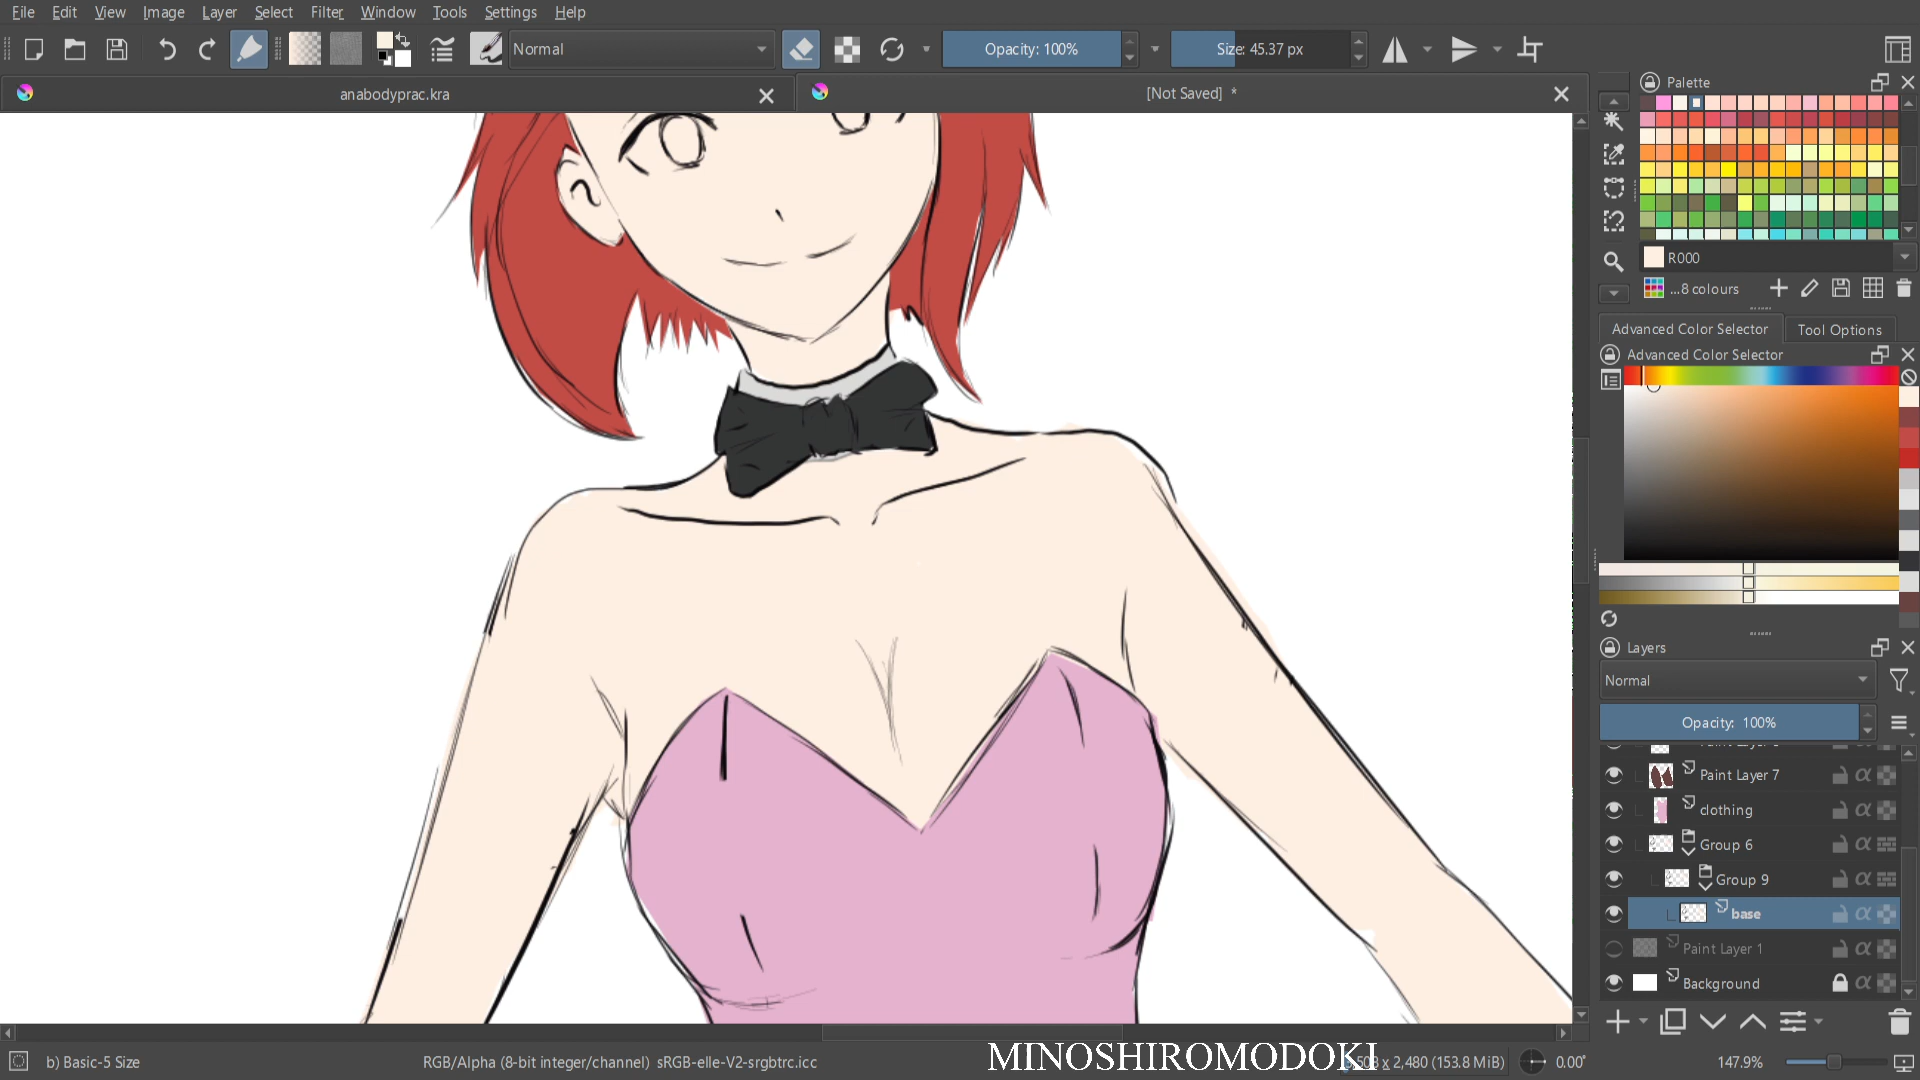 File Edit View Image Layer Select Filter Window Tools Settings Help
Normal
Opacity: 100%
Size: 45.37 px
anabodyprac.kra
[Not Saved] *
Palette
R000
...8 colours
Advanced Color Selector
Tool Options
Advanced Color Selector
Layers
Normal
Opacity: 100%
Paint Layer 7
clothing
Group 6
Group 9
base
Paint Layer 1
Background
b) Basic-5 Size
RGB/Alpha (8-bit integer/channel) sRGB-elle-V2-srgbtrc.icc
MINOSHIROMODOKI
x 2,480 (153.8 MiB)
0.00°
147.9%